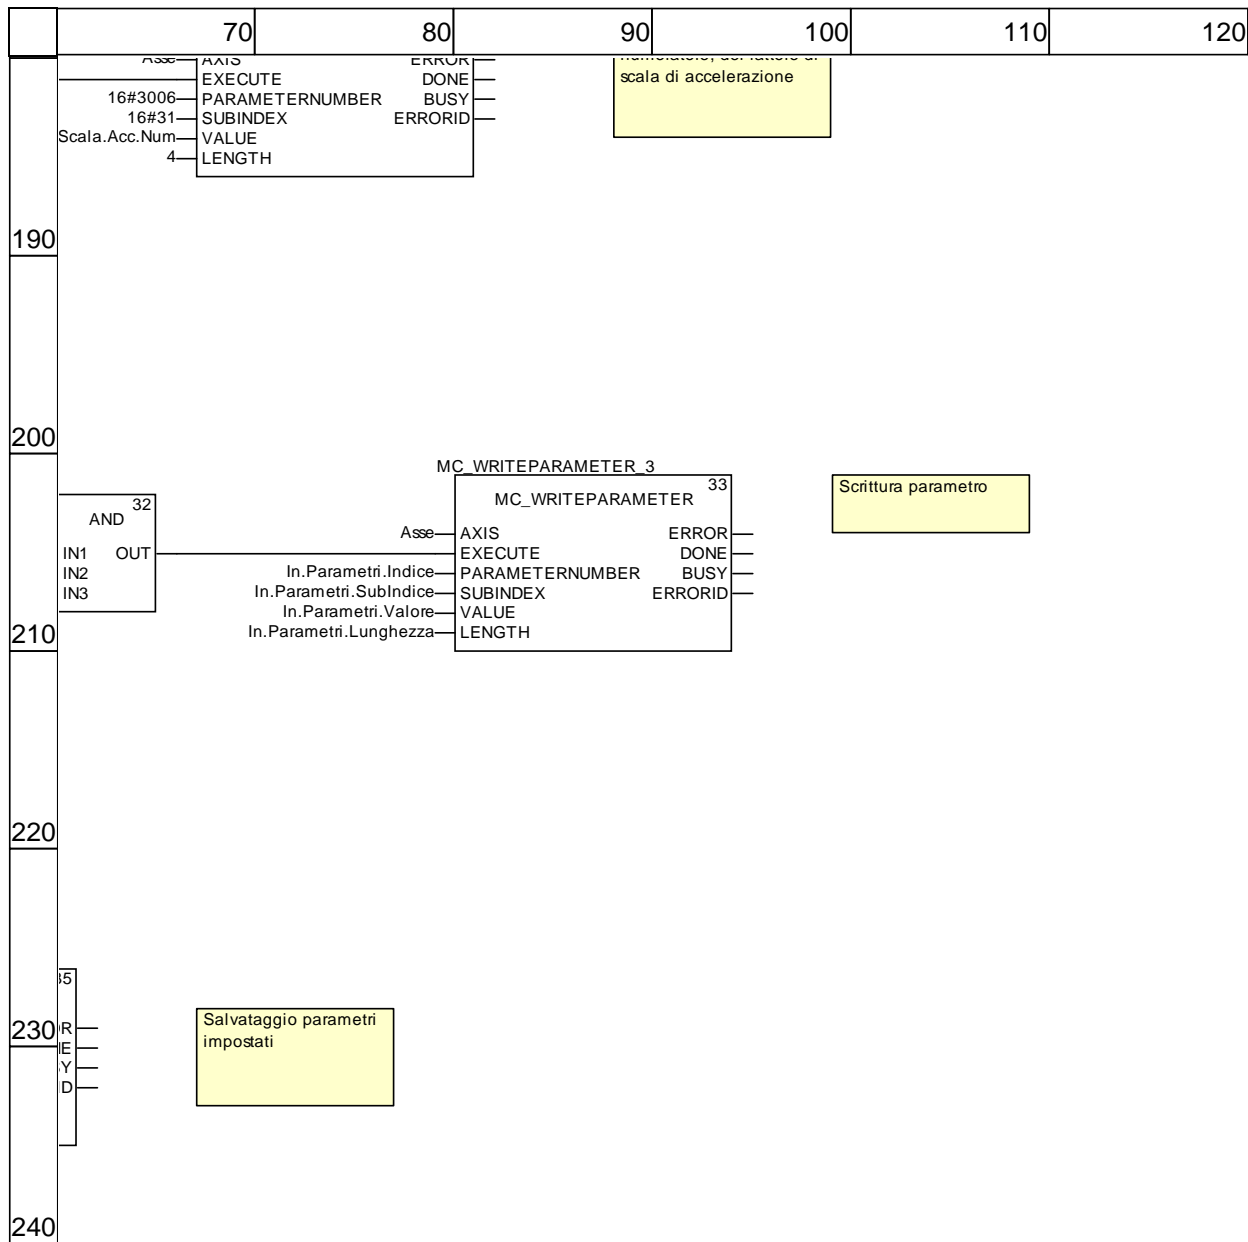 70 80 90 100 110 120
AXIS ERROR
EXECUTE DONE
16#3006 PARAMETERNUMBER BUSY
16#31 SUBINDEX ERRORID
Scala.Acc.Num VALUE
4 LENGTH
scala di accelerazione
190
200
MC_WRITEPARAMETER_3
33
MC_WRITEPARAMETER
Asse AXIS ERROR
EXECUTE DONE
In.Parametri.Indice PARAMETERNUMBER BUSY
In.Parametri.SubIndice SUBINDEX ERRORID
In.Parametri.Valore VALUE
In.Parametri.Lunghezza LENGTH
32
AND
IN1 OUT
IN2
IN3
Scrittura parametro
210
220
230
Salvataggio parametri
impostati
240